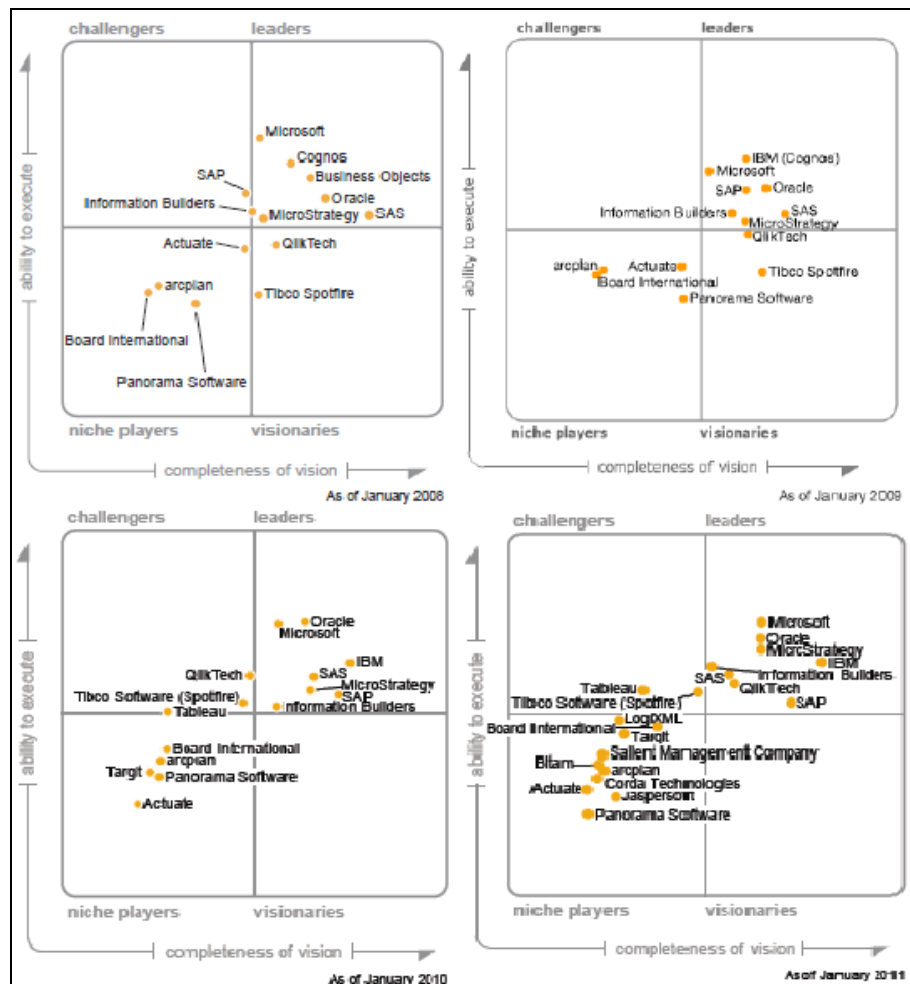 challengers
leaders
ability to execute
Microsoft
Cognos
Business Objects
SAP
Oracle
Information Builders
MicroStrategy
SAS
Actuate
QlikTech
arcplan
Tibco Spotfire
Board International
Panorama Software
niche players
visionaries
completeness of vision
As of January 2008
challengers
leaders
ability to execute
IBM (Cognos)
Microsoft
SAP
Oracle
Information Builders
SAS
MicroStrategy
QlikTech
arcplan
Actuate
Tibco Spotfire
Board International
Panorama Software
niche players
visionaries
completeness of vision
As of January 2009
challengers
leaders
ability to execute
Oracle
Microsoft
IBM
QlikTech
SAS
MicroStrategy
SAP
Tibco Software (Spotfire)
Information Builders
Tableau
Board International
arcplan
Targit
Panorama Software
Actuate
niche players
visionaries
completeness of vision
As of January 2010
challengers
leaders
ability to execute
Microsoft
Oracle
MicroStrategy
IBM
Information Builders
SAS
QlikTech
Tableau
Tibco Software (Spotfire)
SAP
LogiXML
Board International
Targit
Salient Management Company
Bitam
arcplan
Corda Technologies
Actuate
Jaspersoft
Panorama Software
niche players
visionaries
completeness of vision
As of January 2011